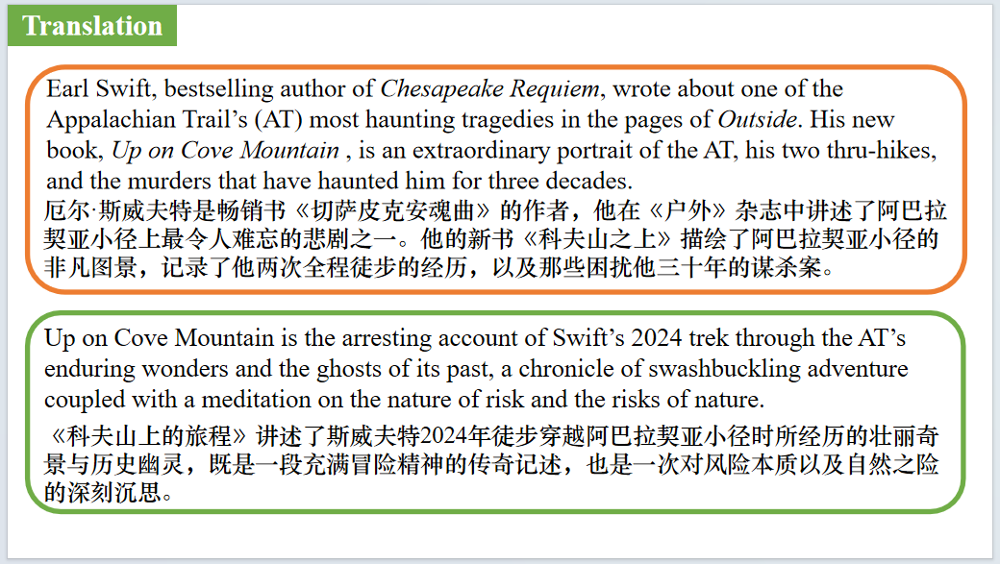 Translation
Earl Swift, bestselling author of Chesapeake Requiem, wrote about one of the
Appalachian Trail’s (AT) most haunting tragedies in the pages of Outside. His new
book, Up on Cove Mountain , is an extraordinary portrait of the AT, his two thru-hikes,
and the murders that have haunted him for three decades.
厄尔·斯威夫特是畅销书《切萨皮克安魂曲》的作者，他在《户外》杂志中讲述了阿巴拉
契亚小径上最令人难忘的悲剧之一。他的新书《科夫山之上》描绘了阿巴拉契亚小径的
非凡图景，记录了他两次全程徒步的经历，以及那些困扰他三十年的谋杀案。
Up on Cove Mountain is the arresting account of Swift’s 2024 trek through the AT’s
enduring wonders and the ghosts of its past, a chronicle of swashbuckling adventure
coupled with a meditation on the nature of risk and the risks of nature.
《科夫山上的旅程》讲述了斯威夫特2024年徒步穿越阿巴拉契亚小径时所经历的壮丽奇
景与历史幽灵，既是一段充满冒险精神的传奇记述，也是一次对风险本质以及自然之险
的深刻沉思。